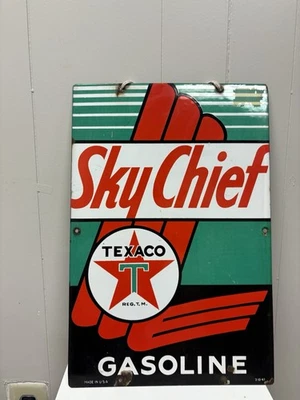 Sky Chief
TEXACO
T
REG. T.M.
GASOLINE
MADE IN U.S.A.